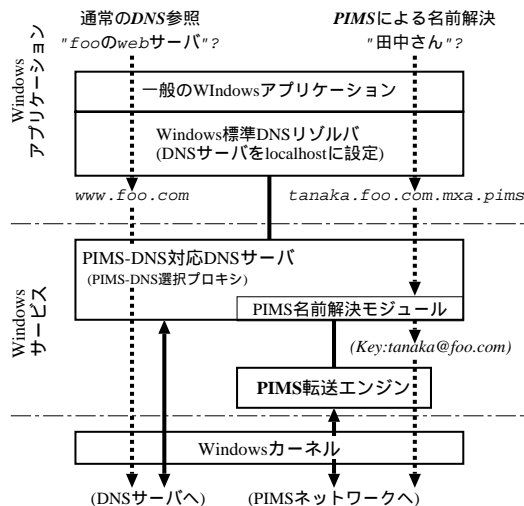 通常のDNS参照
"fooのwebサーバ"?
PIMSによる名前解決
"田中さん"?
Windows
アプリケーション
一般のWIndowsアプリケーション
Windows標準DNSリゾルバ
(DNSサーバをlocalhostに設定)
www.foo.com
tanaka.foo.com.mxa.pims
Windows
サービス
PIMS-DNS対応DNSサーバ
(PIMS-DNS選択プロキシ)
PIMS名前解決モジュール
(Key:tanaka@foo.com)
PIMS転送エンジン
Windowsカーネル
(DNSサーバへ)
(PIMSネットワークへ)